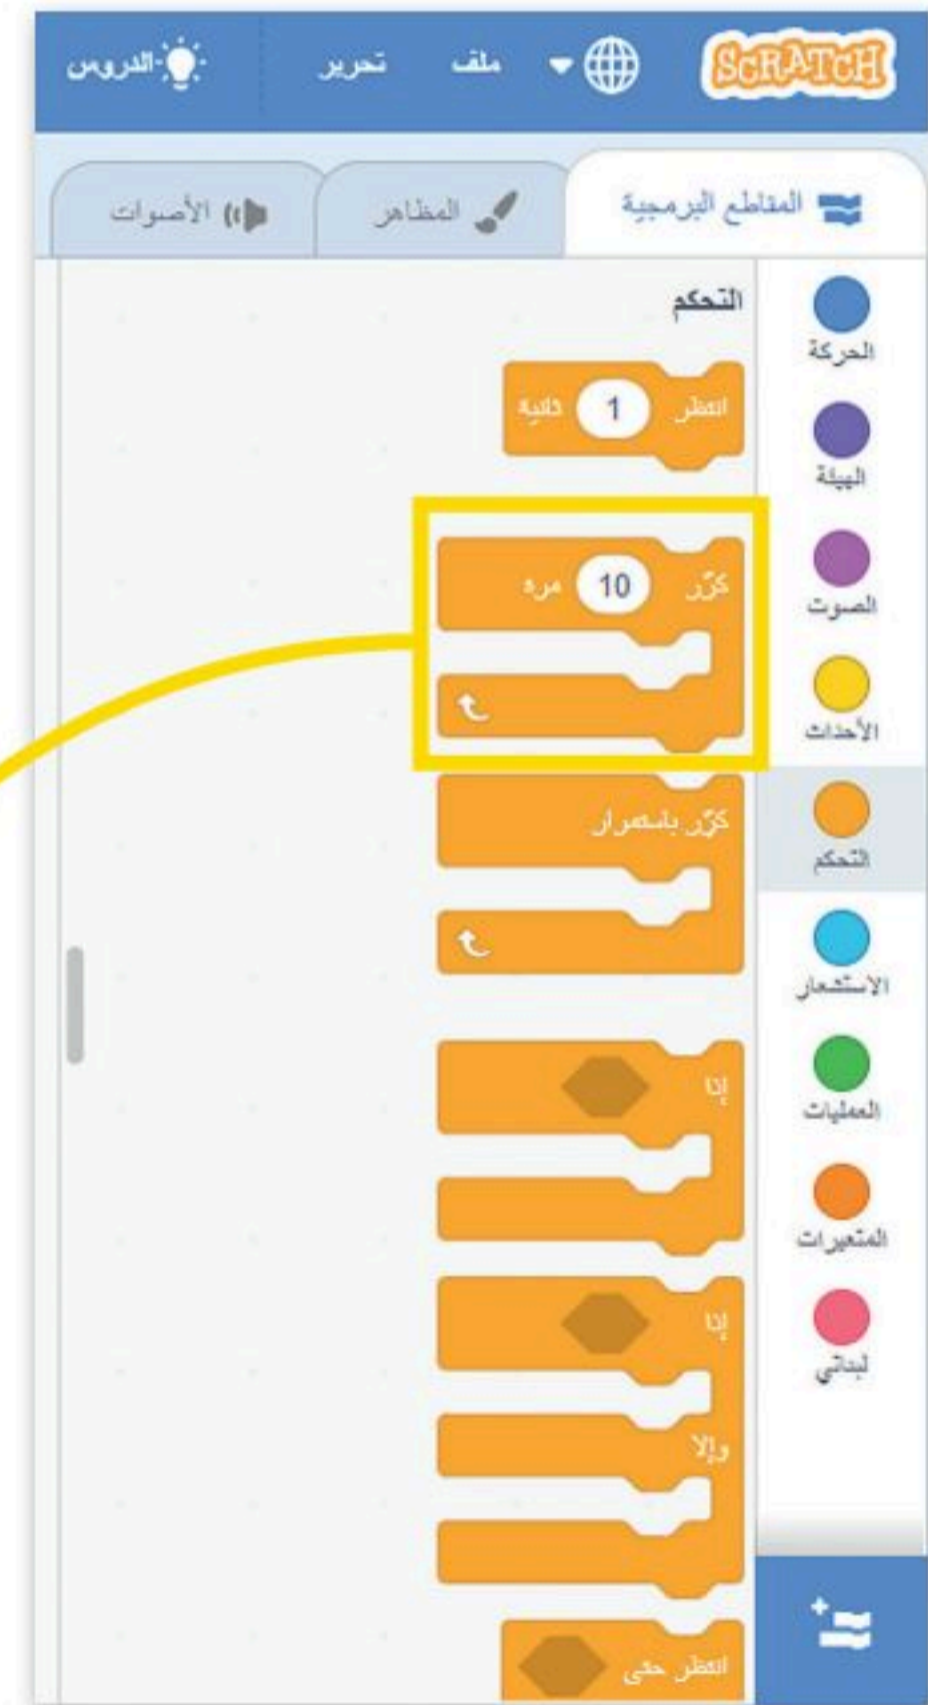 SCRATCH ملف تحرير الدروس
المقاطع البرمجية المظاهر الأصوات
التحكم
الحركة
انتظر 1 ثانية
الهيئة
كرّر 10 مرة
الصوت
الأحداث
كرّر باستمرار
التحكم
الاستشعار
إذا
العمليات
المتغيرات
إذا
لبناتي
وإلا
انتظر حتى